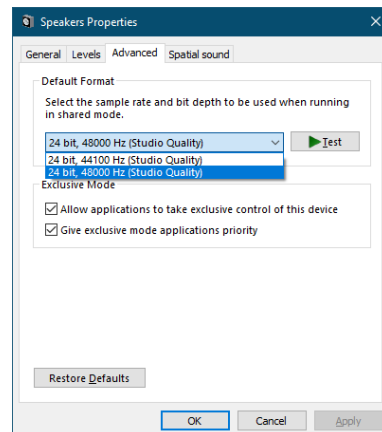 Speakers Properties
General Levels Advanced Spatial sound
Default Format
Select the sample rate and bit depth to be used when running
in shared mode.
24 bit, 48000 Hz (Studio Quality)
Test
24 bit, 44100 Hz (Studio Quality)
24 bit, 48000 Hz (Studio Quality)
Exclusive Mode
Allow applications to take exclusive control of this device
Give exclusive mode applications priority
Restore Defaults
OK Cancel Apply